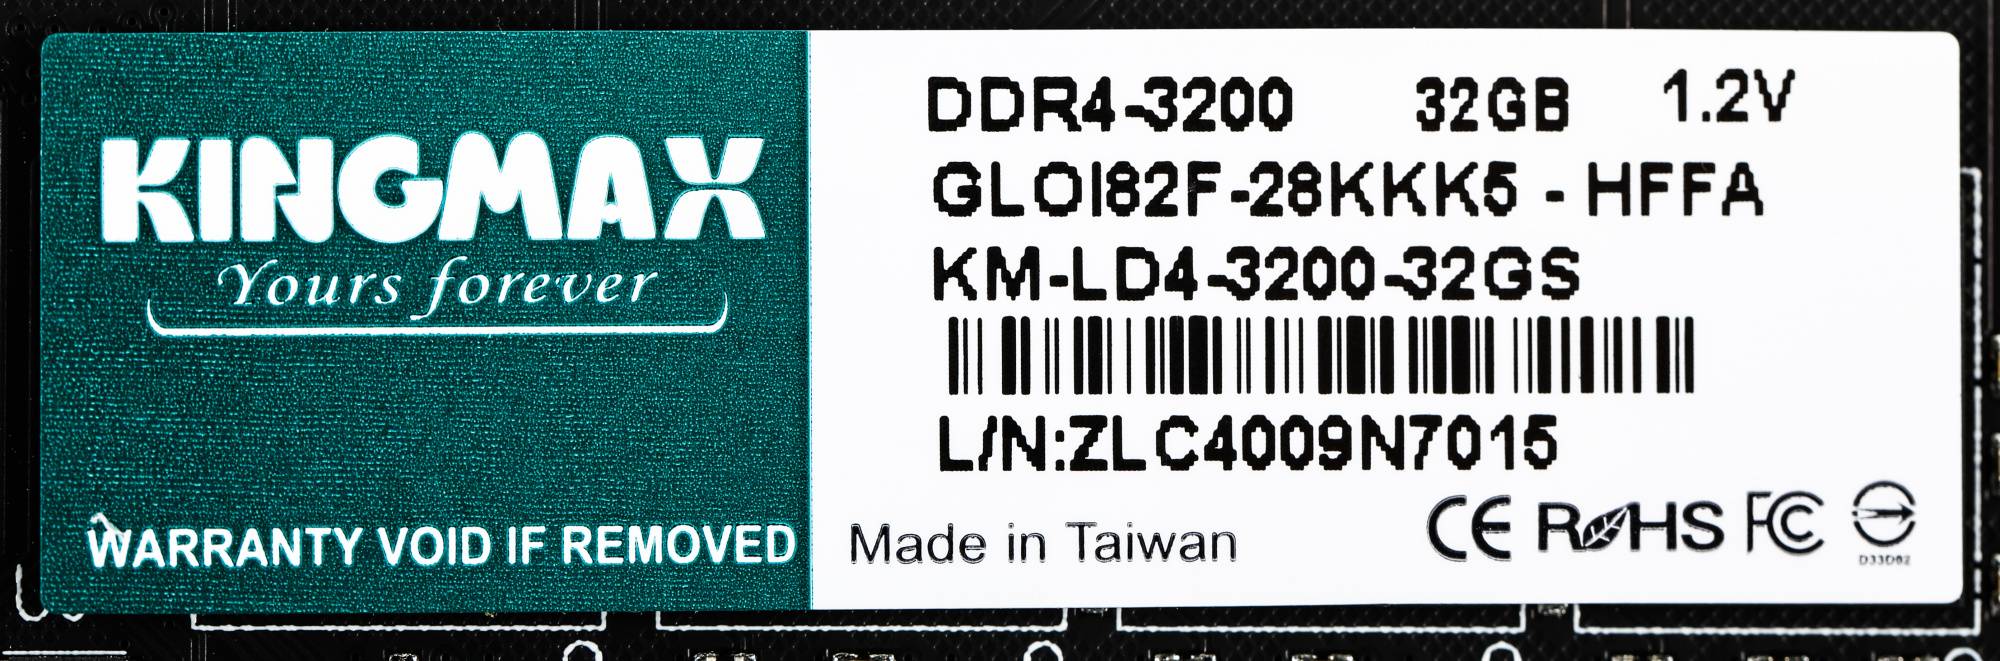 KINGMAX
Yours forever
WARRANTY VOID IF REMOVED
DDR4-3200 32GB 1.2V
GLOI82F-28KKK5 - HFFA
KM-LD4-3200-32GS
L/N:ZLC4009N7015
Made in Taiwan
CE RoHS FC
D33D62